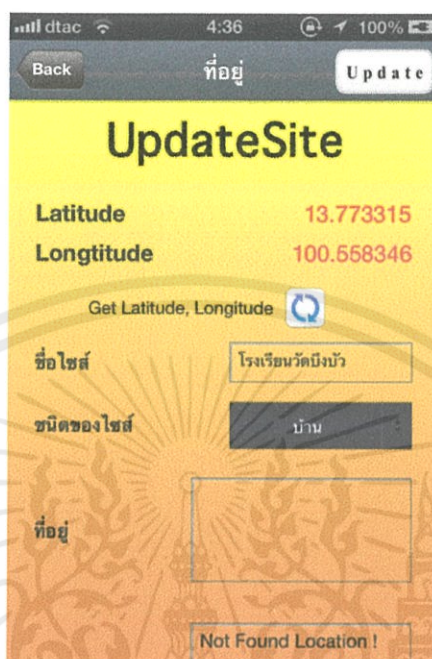 dtac 4:36 100%
Back ที่อยู่ Update
UpdateSite
Latitude 13.773315
Longtitude 100.558346
Get Latitude, Longitude
ชื่อไซส์ โรงเรียนวัดบึงบัว
ชนิดของไซส์ บ้าน
ที่อยู่
Not Found Location !